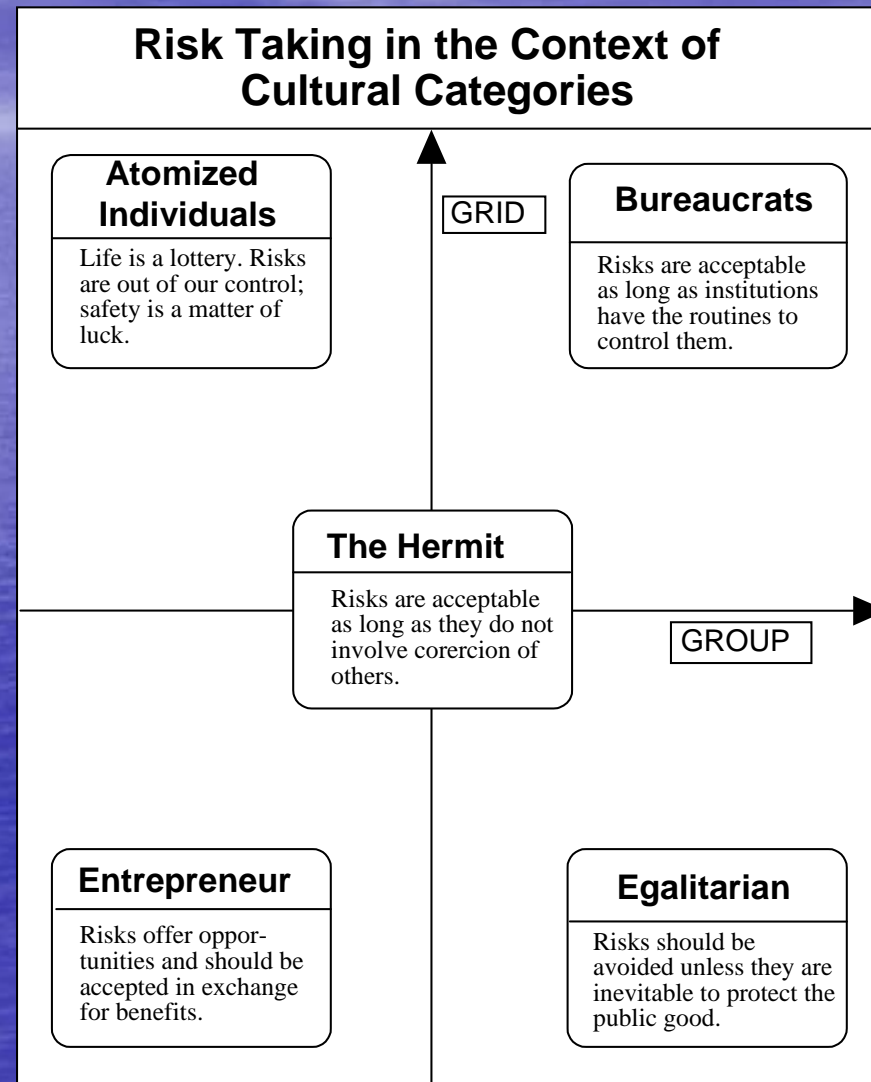 Risk Taking in the Context of
Cultural Categories
Atomized
Individuals
Life is a lottery. Risks
are out of our control;
safety is a matter of
luck.
GRID
Bureaucrats
Risks are acceptable
as long as institutions
have the routines to
control them.
The Hermit
Risks are acceptable
as long as they do not
involve corercion of
others.
GROUP
Entrepreneur
Risks offer oppor-
tunities and should be
accepted in exchange
for benefits.
Egalitarian
Risks should be
avoided unless they are
inevitable to protect the
public good.